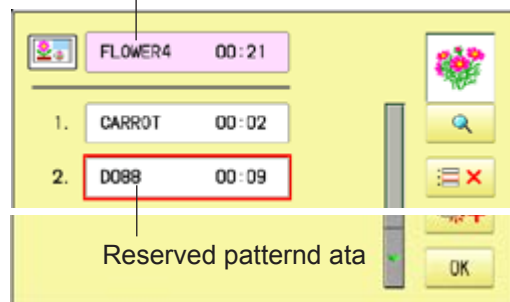 FLOWER4 00:21
1. CARROT 00:02
2. D088 00:09
Reserved patternd ata
OK